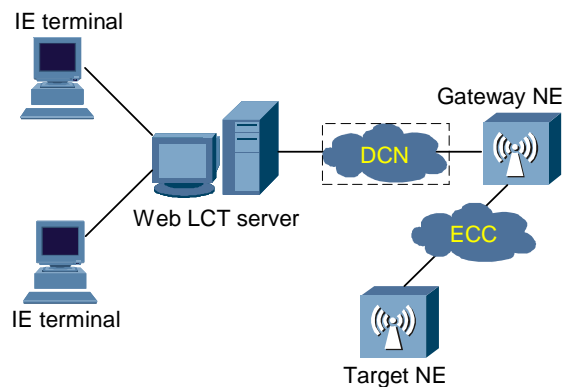 IE terminal
Gateway NE
DCN
Web LCT server
ECC
IE terminal
Target NE